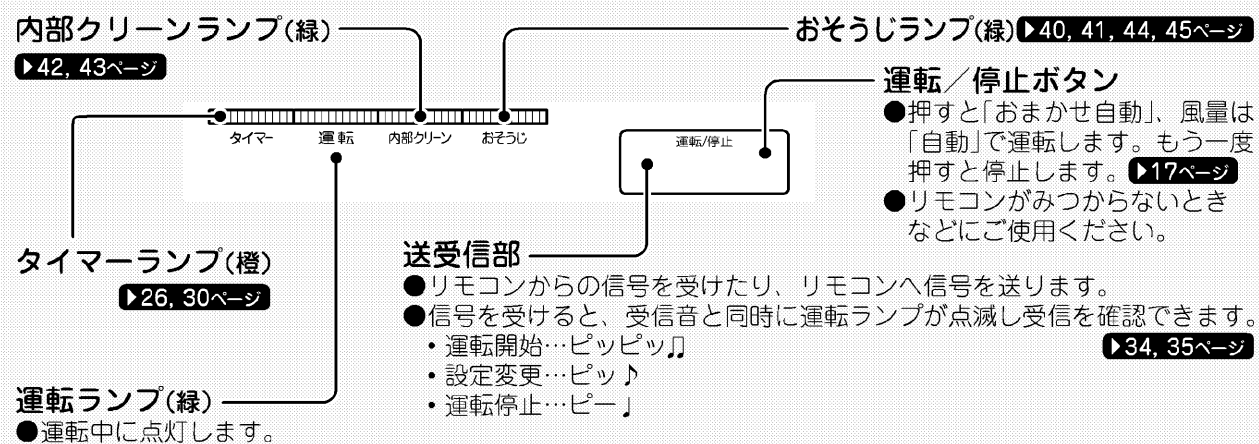 内部クリーンランプ(緑)
▶42, 43ページ
おそうじランプ(緑)▶40, 41, 44, 45ページ
運転／停止ボタン
●押すと「おまかせ自動」、風量は
「自動」で運転します。もう一度
押すと停止します。▶17ページ
●リモコンがみつからないとき
などにご使用ください。
タイマー 運転 内部クリーン おそうじ
運転/停止
タイマーランプ(橙)
▶26, 30ページ
送受信部
●リモコンからの信号を受けたり、リモコンへ信号を送ります。
●信号を受けると、受信音と同時に運転ランプが点滅し受信を確認できます。
▶34, 35ページ
・運転開始…ピッピッ♫
・設定変更…ピッ♪
・運転停止…ピー♩
運転ランプ(緑)
●運転中に点灯します。